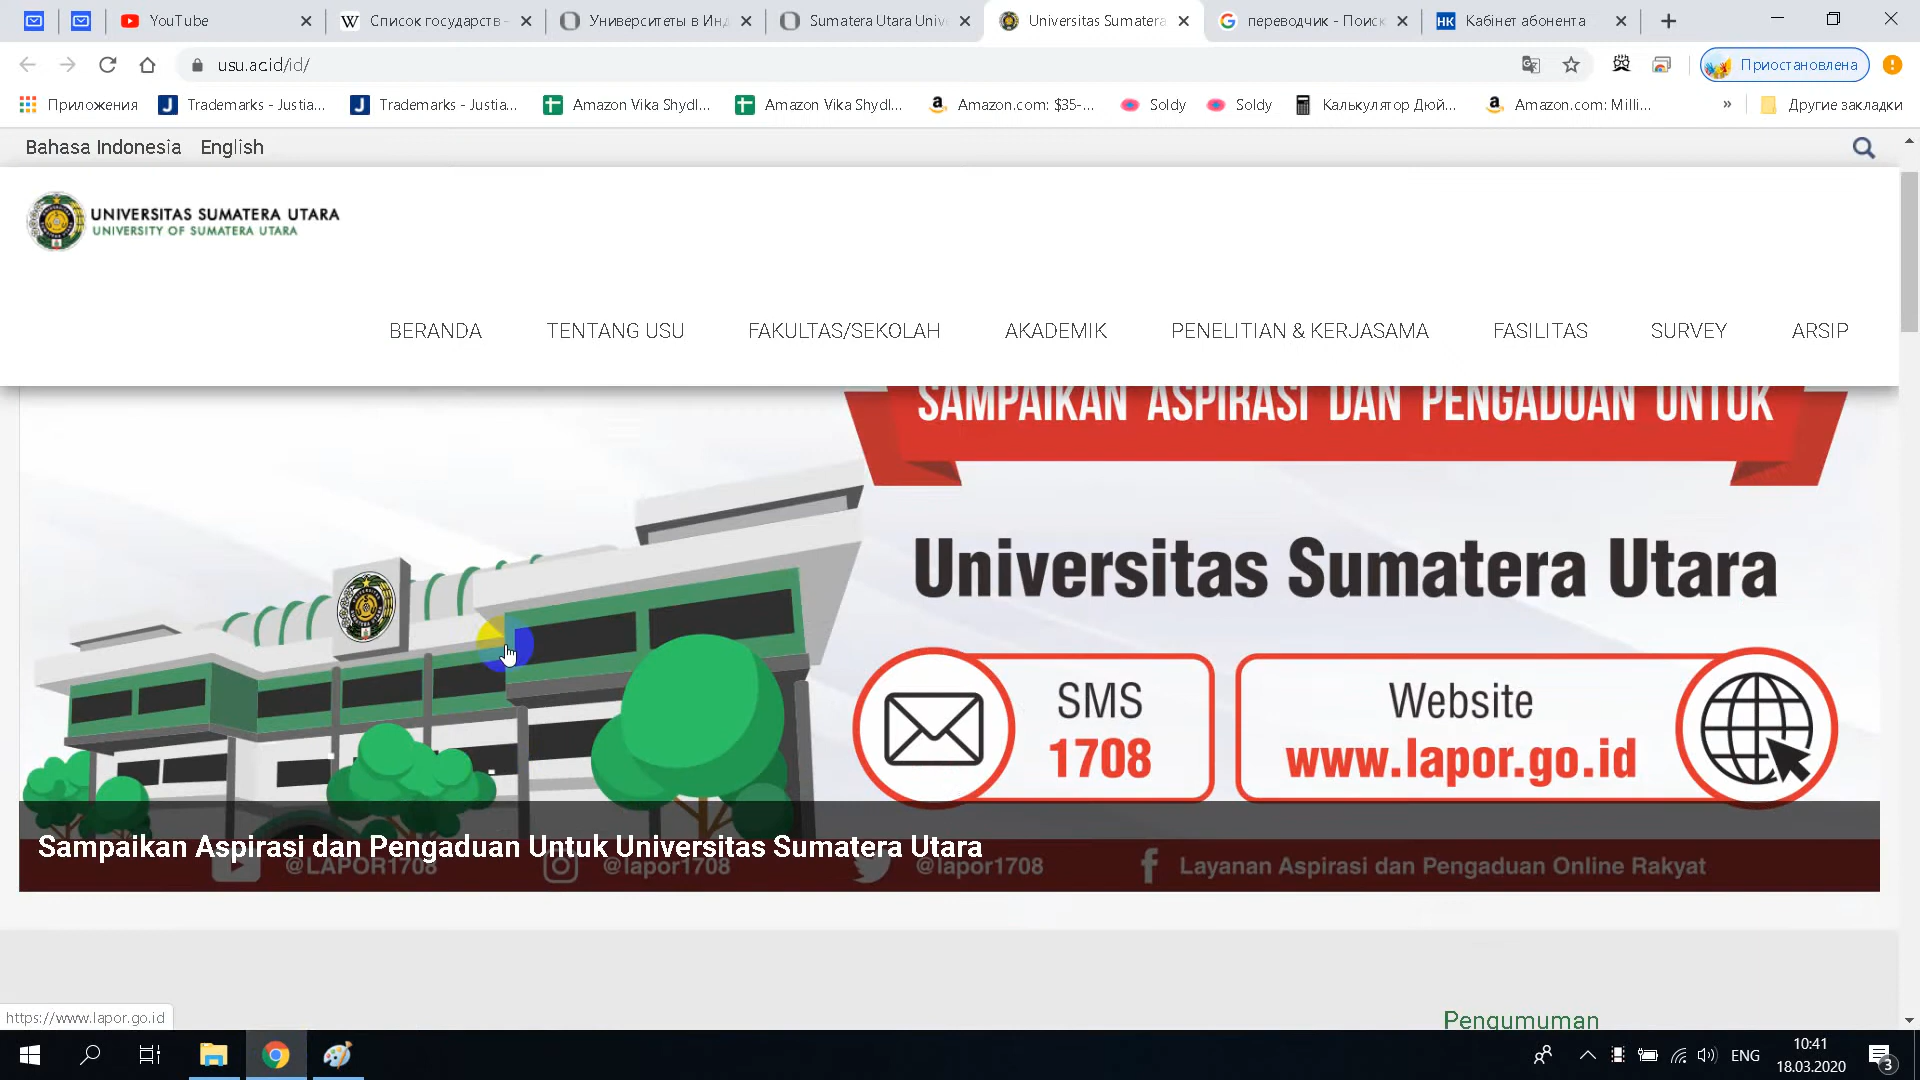 YouTube
Список государств -
Университеты в Инд
Sumatera Utara Univ
Universitas Sumatera
переводчик - Поиск
НК Кабінет абонента
usu.ac.id/id/
Приостановлена
Приложения
Trademarks - Justia...
Trademarks - Justia...
Amazon Vika Shydl...
Amazon Vika Shydl...
Amazon.com: $35-...
Soldy
Soldy
Калькулятор Дюй...
Amazon.com: Milli...
»
Другие закладки
Bahasa Indonesia English
UNIVERSITAS SUMATERA UTARA
UNIVERSITY OF SUMATERA UTARA
BERANDA TENTANG USU FAKULTAS/SEKOLAH AKADEMIK PENELITIAN & KERJASAMA FASILITAS SURVEY ARSIP
SAMPAIKAN ASPIRASI DAN PENGADUAN UNTUK
Universitas Sumatera Utara
SMS
1708
Website
www.lapor.go.id
Sampaikan Aspirasi dan Pengaduan Untuk Universitas Sumatera Utara
@LAPOR1708 @lapor1708 @lapor1708 Layanan Aspirasi dan Pengaduan Online Rakyat
Pengumuman
https://www.lapor.go.id
ENG
10:41
18.03.2020
3